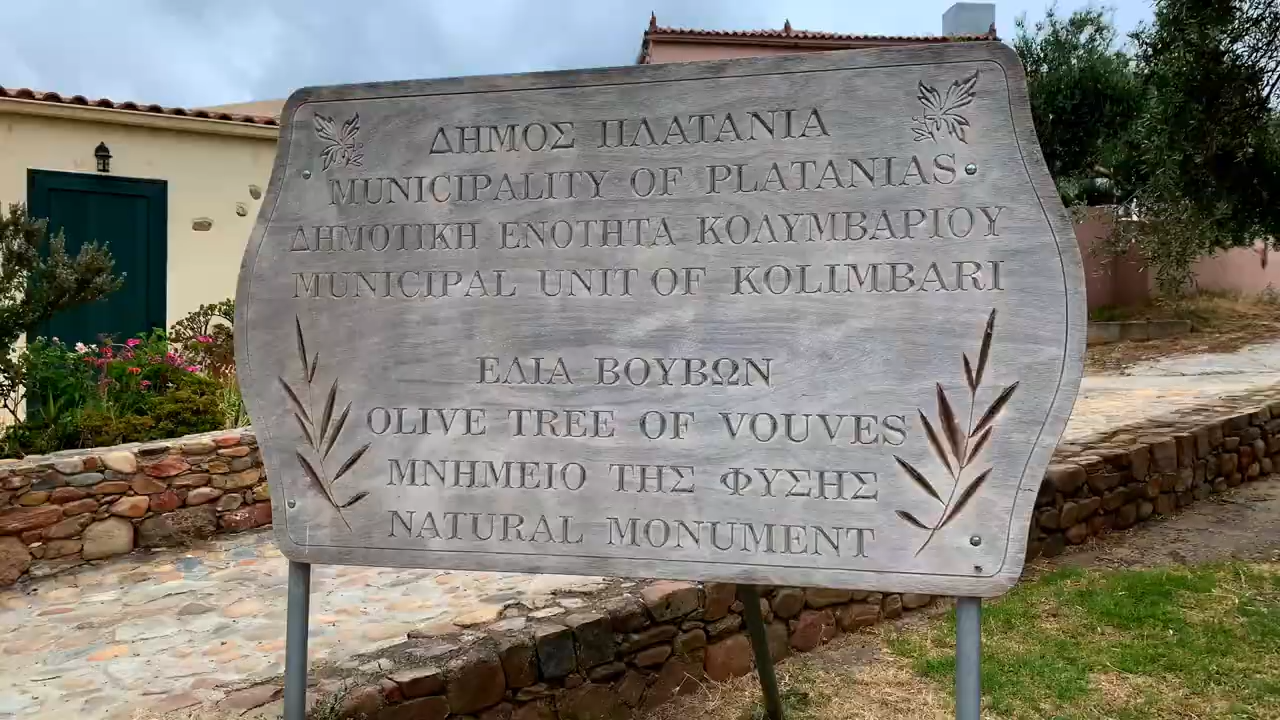 ΔΗΜΟΣ ΠΛΑΤΑΝΙΑ
MUNICIPALITY OF PLATANIAS
ΔΗΜΟΤΙΚΗ ΕΝΟΤΗΤΑ ΚΟΛΥΜΒΑΡΙΟΥ
MUNICIPAL UNIT OF KOLIMBARI
ΕΛΙΑ ΒΟΥΒΩΝ
OLIVE TREE OF VOUVES
ΜΝΗΜΕΙΟ ΤΗΣ ΦΥΣΗΣ
NATURAL MONUMENT